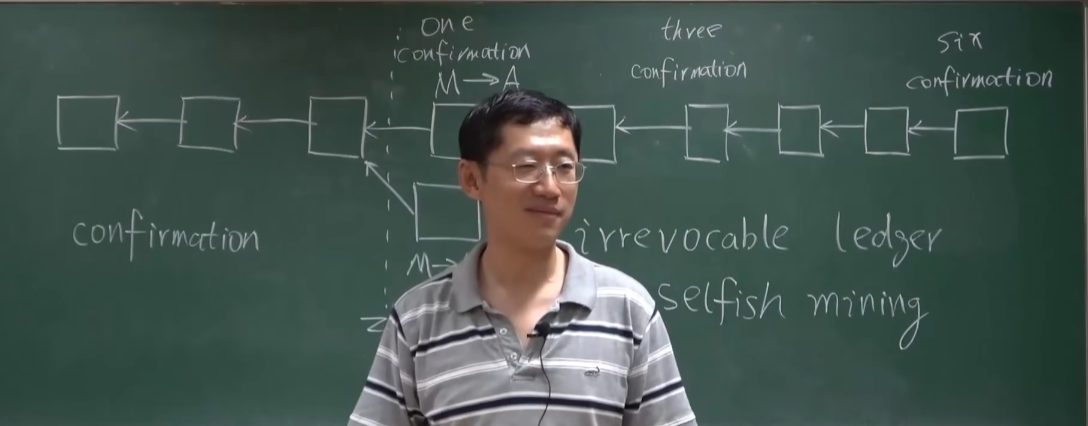 one
confirmation
M→A
three
confirmation
six
confirmation
M→
confirmation
irrevocable ledger
selfish mining